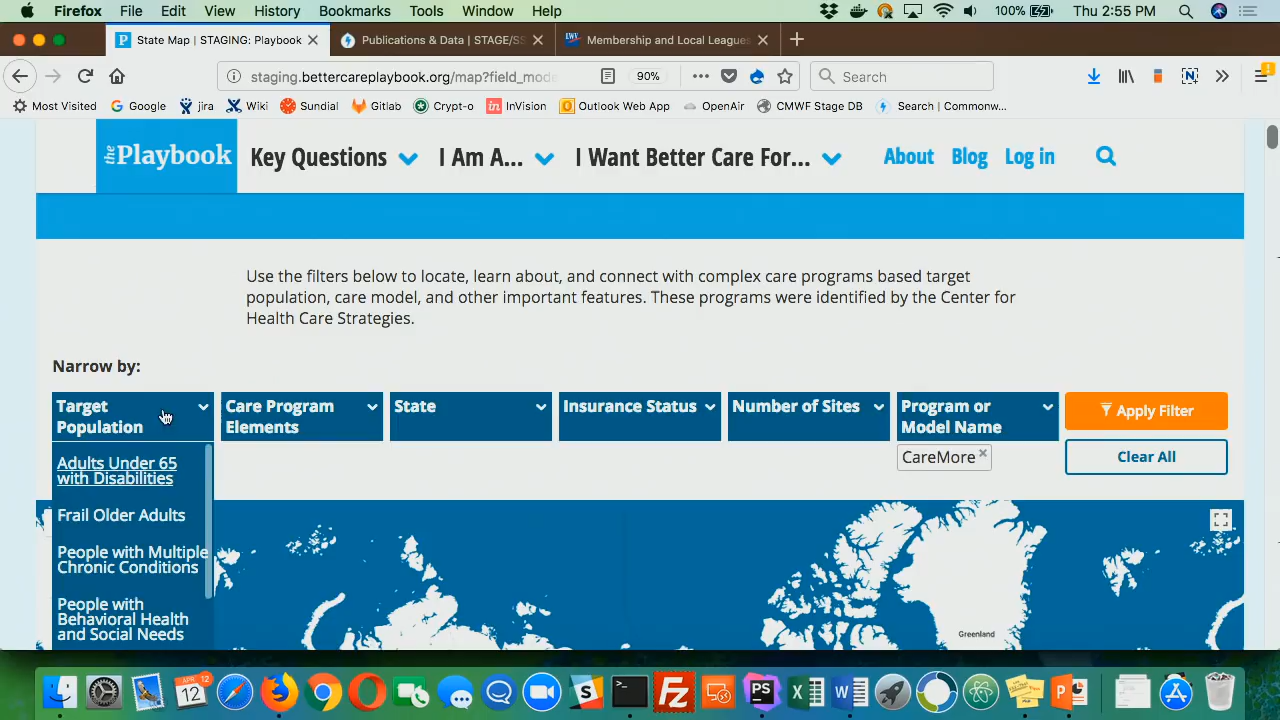 Firefox File Edit View History Bookmarks Tools Window Help 100% Thu 2:55 PM
State Map | STAGING: Playbook Publications & Data | STAGE/SS Membership and Local Leagues
staging.bettercareplaybook.org/map?field_mode 90% Search
Most Visited Google jira Wiki Sundial Gitlab Crypt-o InVision Outlook Web App OpenAir CMWF Stage DB Search | Commonw...
the Playbook Key Questions I Am A... I Want Better Care For... About Blog Log in
Use the filters below to locate, learn about, and connect with complex care programs based target
population, care model, and other important features. These programs were identified by the Center for
Health Care Strategies.
Narrow by:
Target
Population
Care Program
Elements
State
Insurance Status
Number of Sites
Program or
Model Name
Apply Filter
CareMore
Clear All
Adults Under 65
with Disabilities
Frail Older Adults
People with Multiple
Chronic Conditions
People with
Behavioral Health
and Social Needs
Greenland
APR 12
12